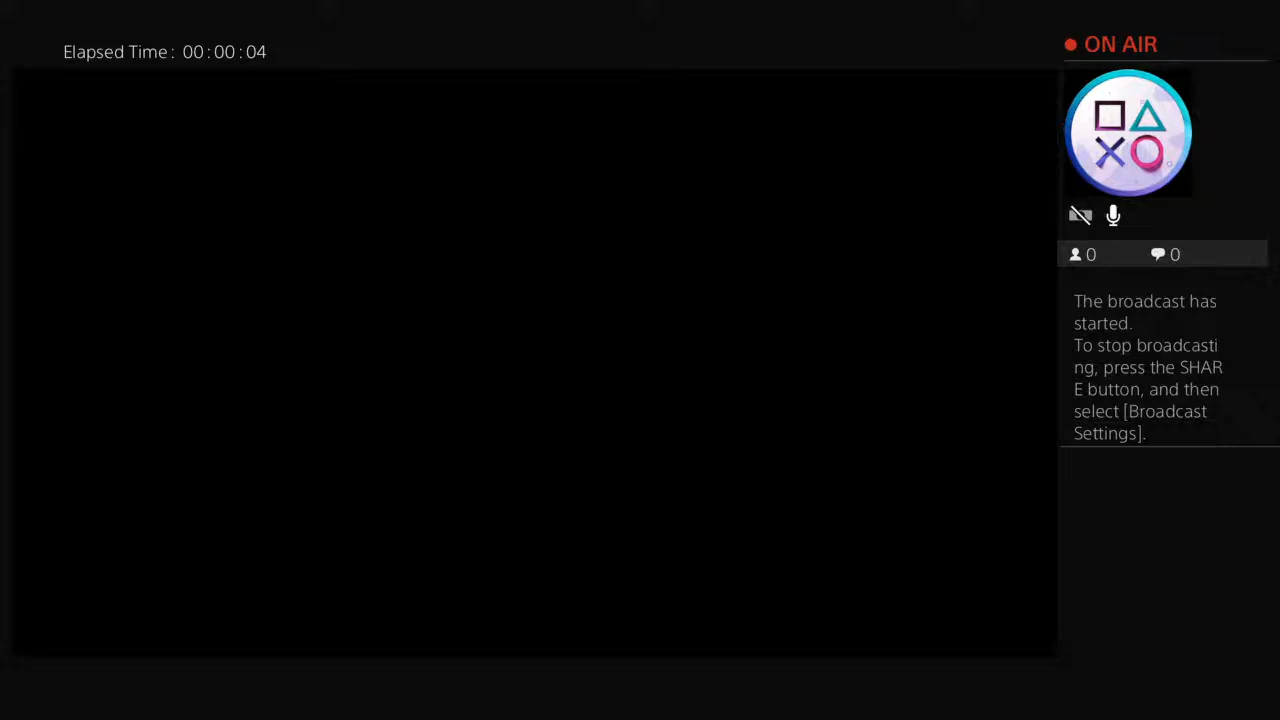 Elapsed Time: 00:00:04
ON AIR
0 0
The broadcast has
started.
To stop broadcasti
ng, press the SHAR
E button, and then
select [Broadcast
Settings].